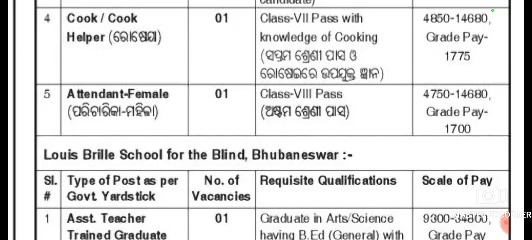 candidate)
4 Cook / Cook 01 Class-VII Pass with 4850-14680,
Helper (ରୋଷେୟା) knowledge of Cooking Grade Pay-
(ସପ୍ତମ ଶ୍ରେଣୀ ପାସ ଓ 1775
ରୋଷେଇରେ ଉପଯୁକ୍ତ ଜ୍ଞାନ)
5 Attendant-Female 01 Class-VIII Pass 4750-14680,
(ପରିଚାରିକା-ମହିଳା) (ଅଷ୍ଟମ ଶ୍ରେଣୀ ପାସ୍) Grade Pay-
1700
Louis Brille School for the Blind, Bhubaneswar :-
Sl. Type of Post as per No. of Requisite Qualifications Scale of Pay
# Govt. Yardstick Vacancies
1 Asst. Teacher 01 Graduate in Arts/Science 9300-34800,
Trained Graduate having B.Ed (General) with Grade Pay